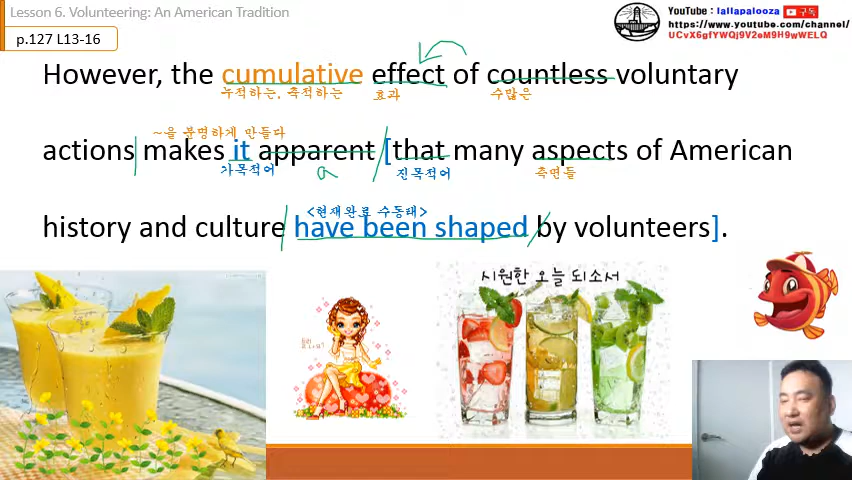 Lesson 6. Volunteering: An American Tradition
p.127 L13-16
YouTube : lallapalooza 구독
https://www.youtube.com/channel/
UCvX6gfYWQj9V2eM9H9wWELQ
However, the cumulative effect of countless voluntary
누적하는, 축적하는 효과 수많은
~을 분명하게 만들다
actions makes it apparent [that many aspects of American
가목적어 a 진목적어 측면들
<현재완료 수동태>
history and culture have been shaped by volunteers].
시원한 오늘 되소서